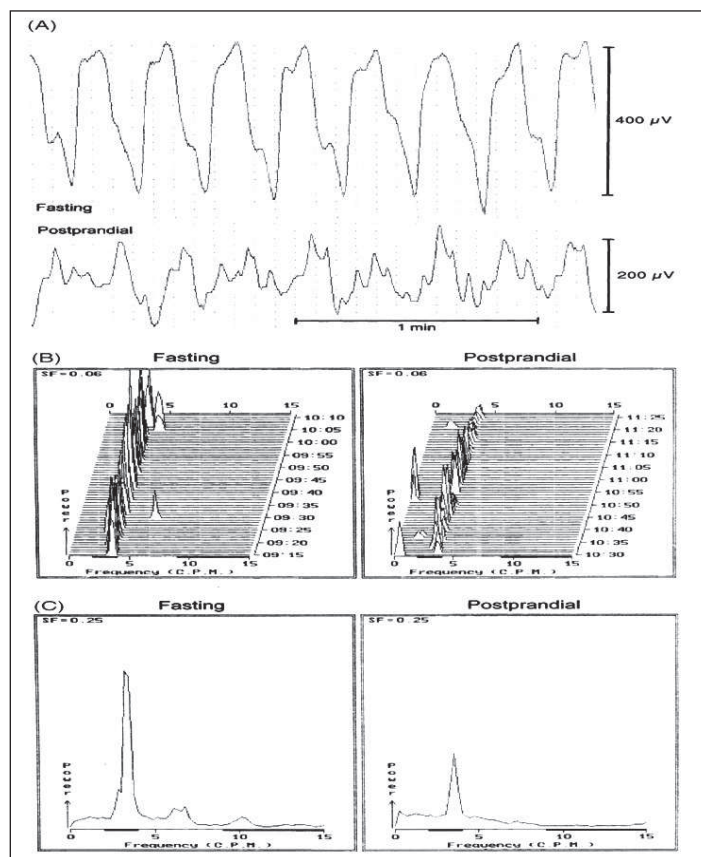 (A)
400 µV
Fasting
Postprandial
200 µV
1 min
(B)
Fasting
Postprandial
SF=0.06
0 5 10 15
10:10
10:05
10:00
09:55
09:50
09:45
09:40
09:35
09:30
09:25
09:20
09:15
Power
0 5 10 15
Frequency (C.P.M.)
SF=0.06
0 5 10 15
11:25
11:20
11:15
11:10
11:05
11:00
10:55
10:50
10:45
10:40
10:35
10:30
Power
0 5 10 15
Frequency (C.P.M.)
(C)
Fasting
Postprandial
SF=0.25
Power
0 5 10 15
Frequency (C.P.M.)
SF=0.25
Power
0 5 10 15
Frequency (C.P.M.)